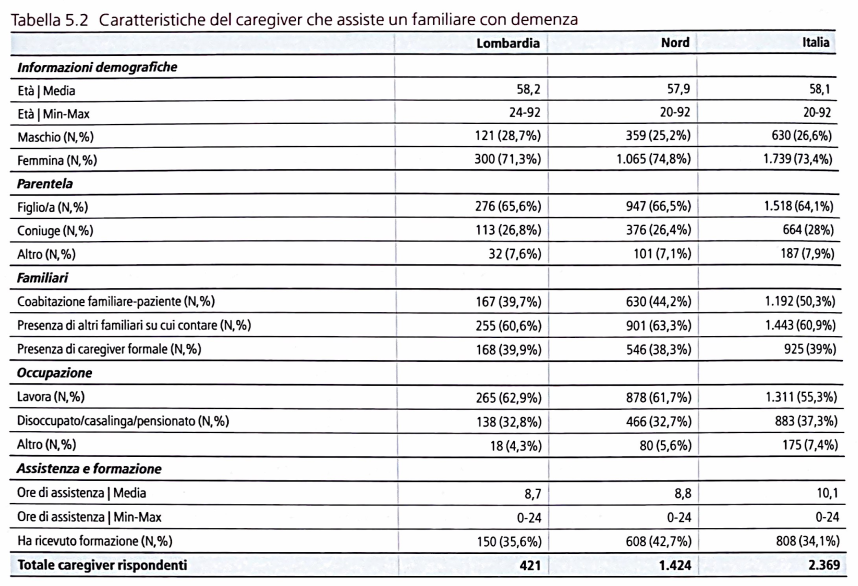 Tabella 5.2 Caratteristiche del caregiver che assiste un familiare con demenza
Lombardia Nord Italia
Informazioni demografiche
Età | Media 58,2 57,9 58,1
Età | Min-Max 24-92 20-92 20-92
Maschio (N,%) 121 (28,7%) 359 (25,2%) 630 (26,6%)
Femmina (N,%) 300 (71,3%) 1.065 (74,8%) 1.739 (73,4%)
Parentela
Figlio/a (N,%) 276 (65,6%) 947 (66,5%) 1.518 (64,1%)
Coniuge (N,%) 113 (26,8%) 376 (26,4%) 664 (28%)
Altro (N,%) 32 (7,6%) 101 (7,1%) 187 (7,9%)
Familiari
Coabitazione familiare-paziente (N,%) 167 (39,7%) 630 (44,2%) 1.192 (50,3%)
Presenza di altri familiari su cui contare (N,%) 255 (60,6%) 901 (63,3%) 1.443 (60,9%)
Presenza di caregiver formale (N,%) 168 (39,9%) 546 (38,3%) 925 (39%)
Occupazione
Lavora (N,%) 265 (62,9%) 878 (61,7%) 1.311 (55,3%)
Disoccupato/casalinga/pensionato (N,%) 138 (32,8%) 466 (32,7%) 883 (37,3%)
Altro (N,%) 18 (4,3%) 80 (5,6%) 175 (7,4%)
Assistenza e formazione
Ore di assistenza | Media 8,7 8,8 10,1
Ore di assistenza | Min-Max 0-24 0-24 0-24
Ha ricevuto formazione (N,%) 150 (35,6%) 608 (42,7%) 808 (34,1%)
Totale caregiver rispondenti 421 1.424 2.369